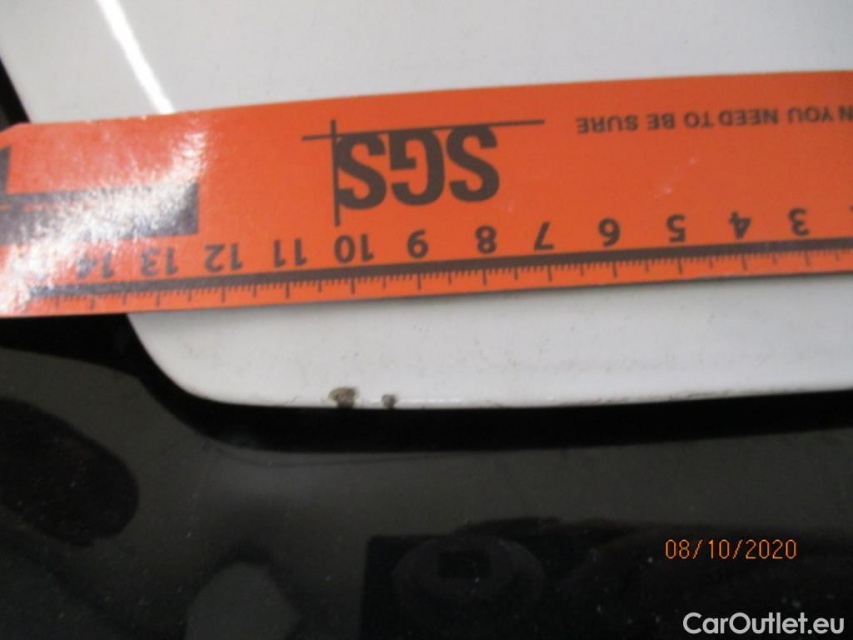 SGS
N YOU NEED TO BE SURE
14 13 12 11 10 9 8 7 6 5 4 3
08/10/2020
CarOutlet.eu